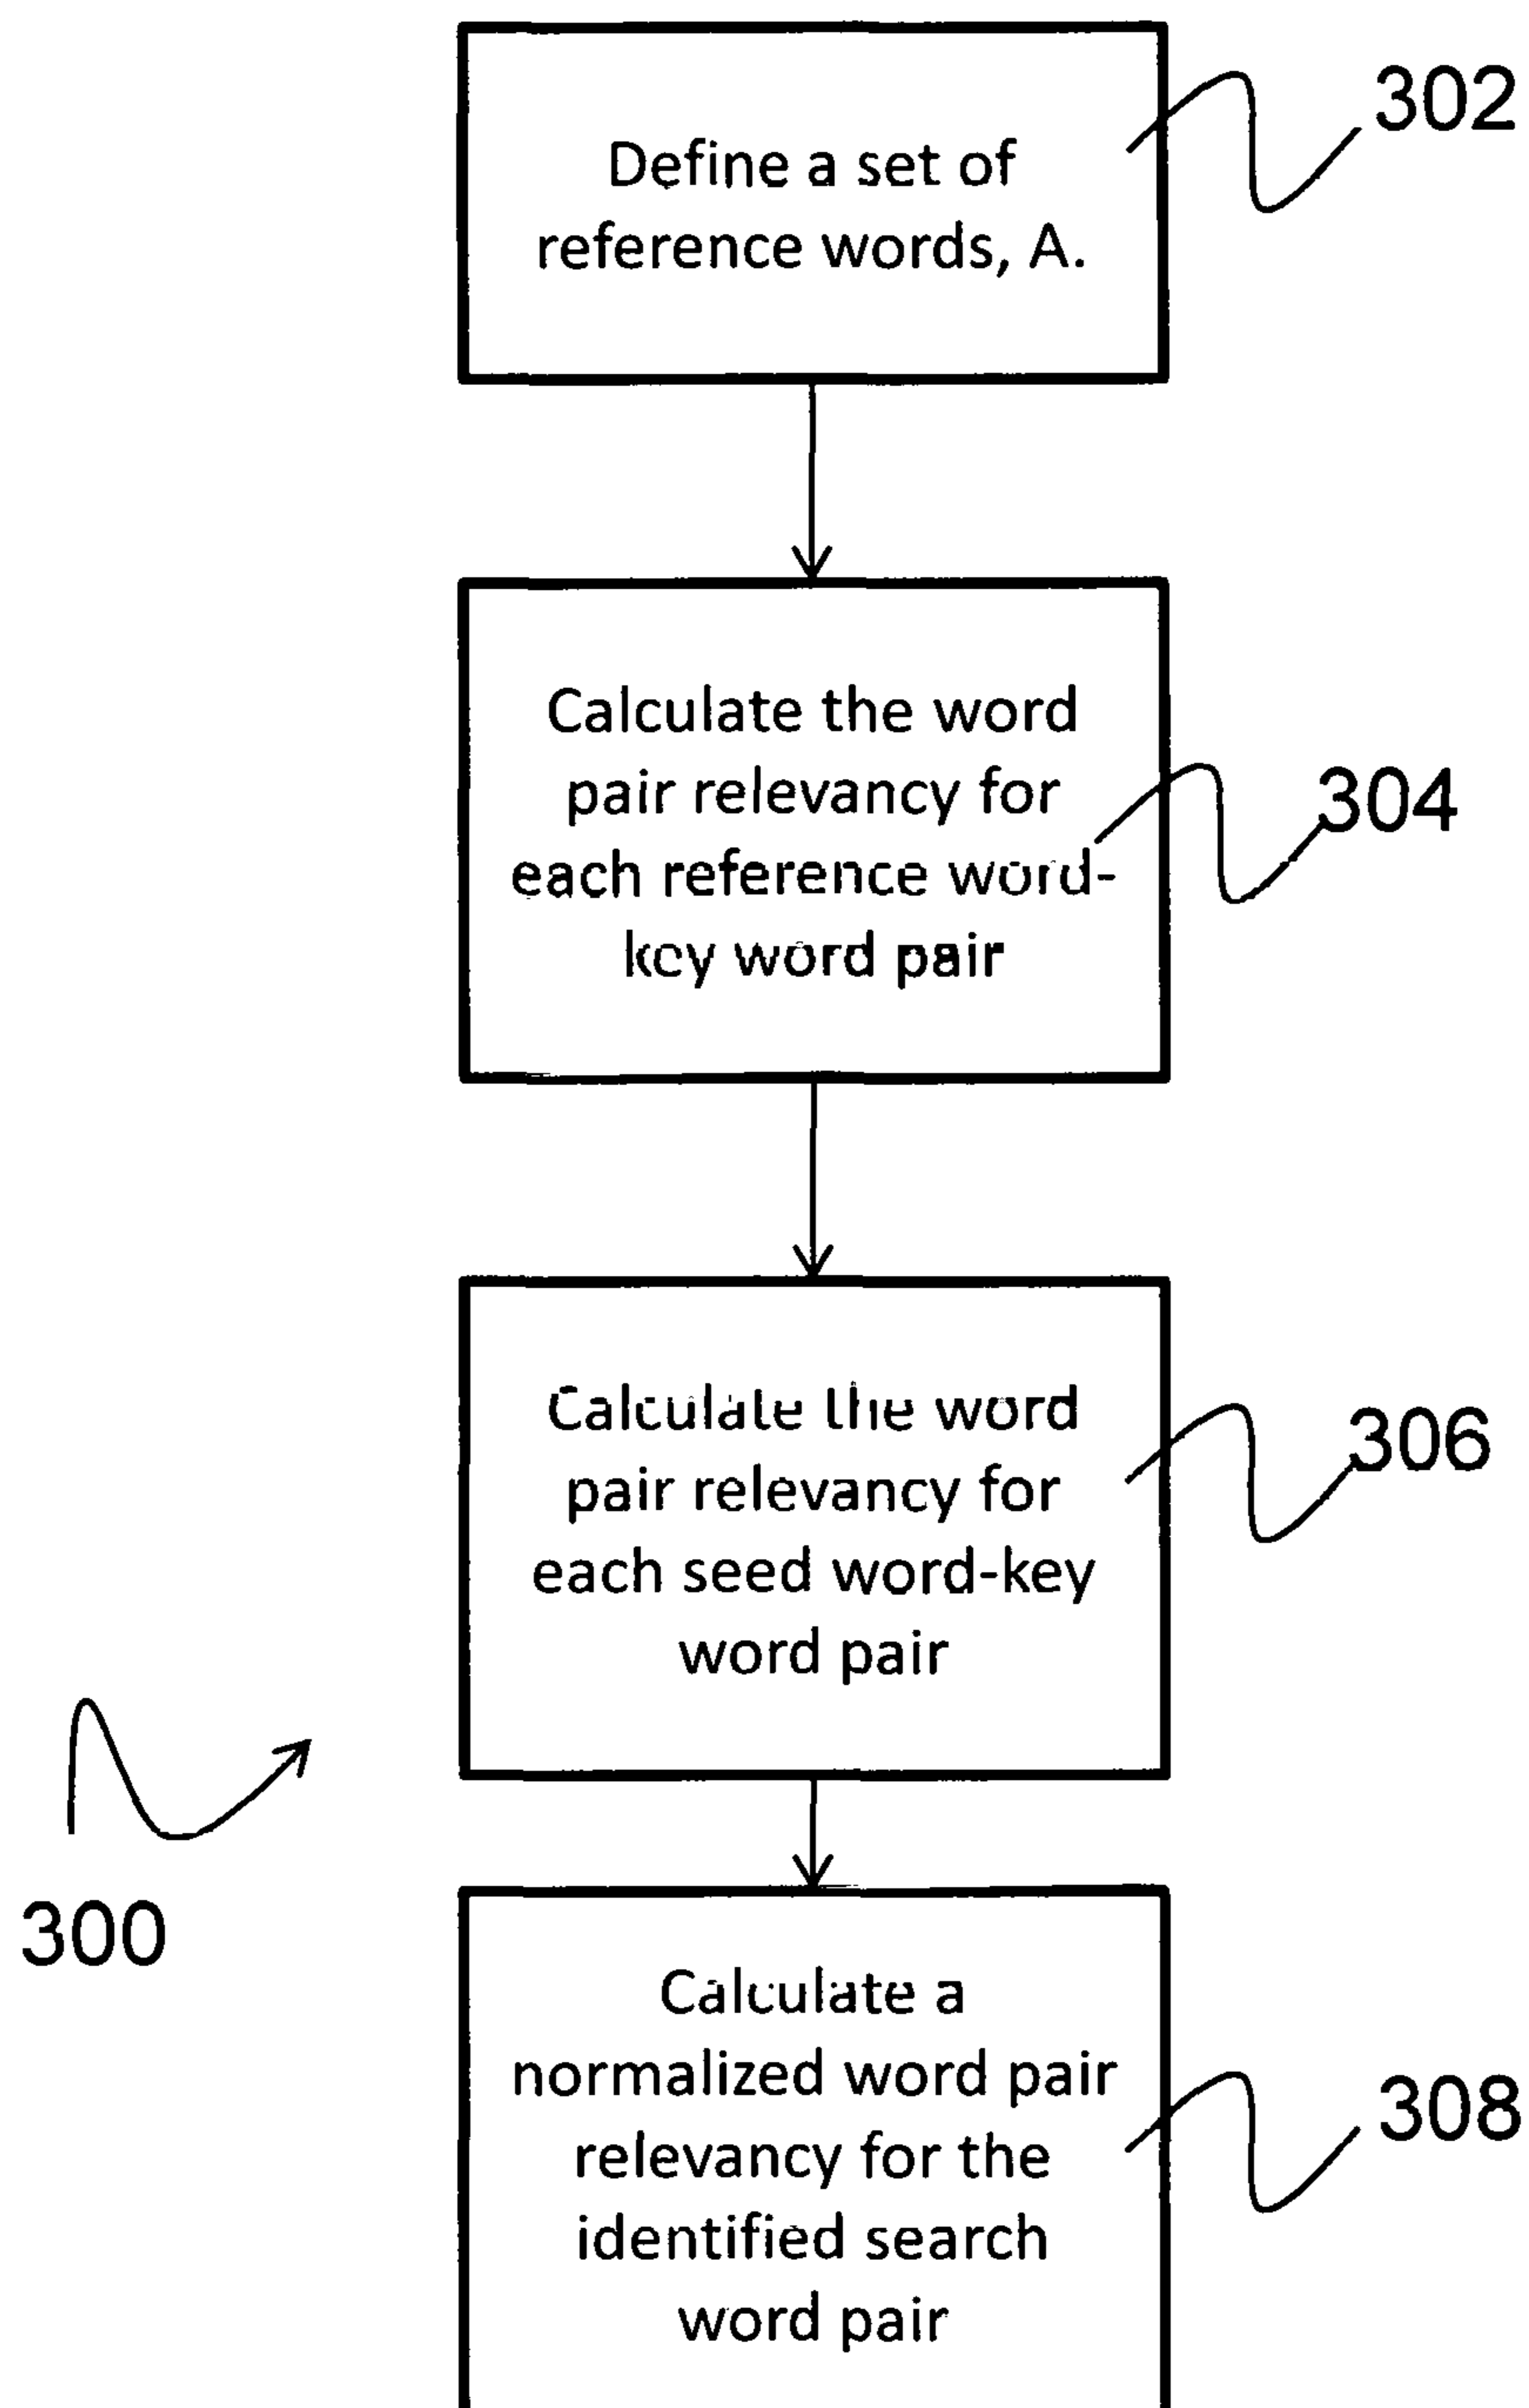 302
Define a set of
reference words, A.
Calculate the word
pair relevancy for
304
each reference word-
key word pair
Calculate the word
306
pair relevancy for
each seed word-key
word pair
300
Calculate a
normalized word pair
308
relevancy for the
identified search
word pair